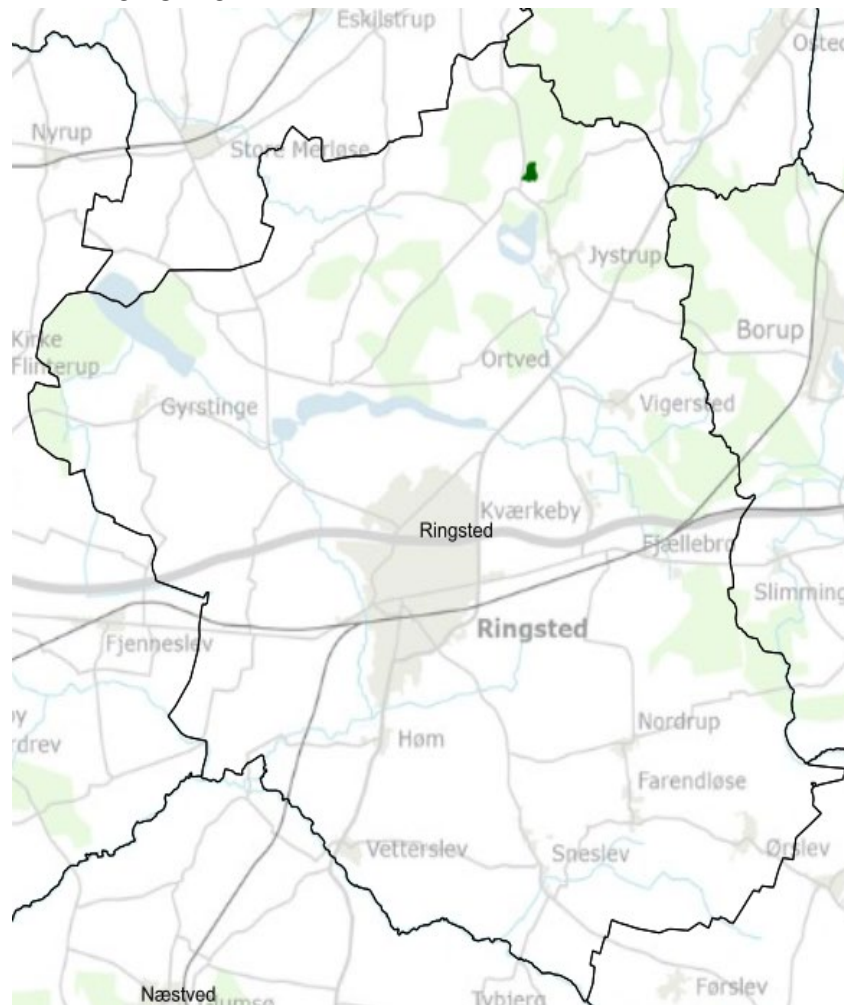 Eskilstrup
Nyrup
Store Merløse
Jystrup
Kirke
Flinterup
Borup
Ortved
Gyrstinge
Vigersted
Kværkeby
Ringsted
Fjællebro
Ringsted
Fjenneslev
Nordrup
Høm
Farendløse
Vetterslev
Sneslev
Ørslev
Førslev
Næstved